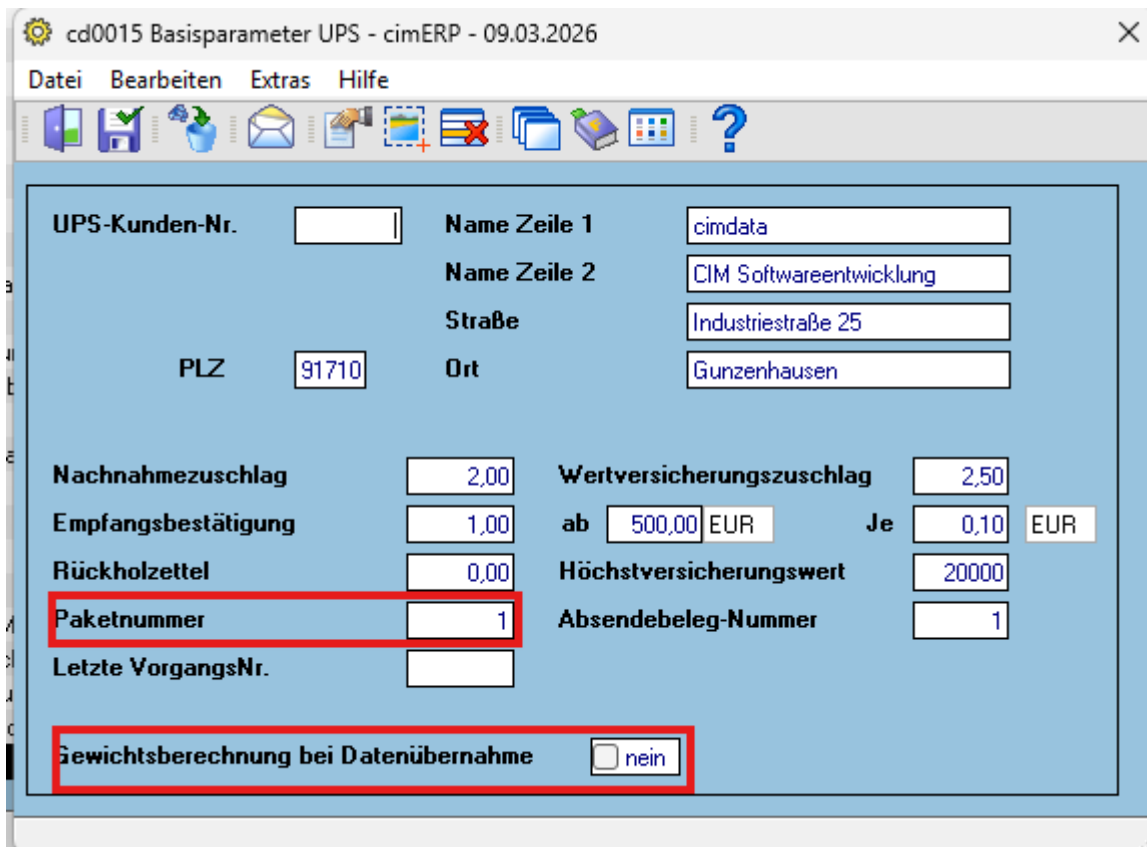 cd0015 Basisparameter UPS - cimERP - 09.03.2026
Datei Bearbeiten Extras Hilfe
UPS-Kunden-Nr. Name Zeile 1 cimdata
Name Zeile 2 CIM Softwareentwicklung
Straße Industriestraße 25
PLZ 91710 Ort Gunzenhausen
Nachnahmezuschlag 2,00 Wertversicherungszuschlag 2,50
Empfangsbestätigung 1,00 ab 500,00 EUR Je 0,10 EUR
Rückholzettel 0,00 Höchstversicherungswert 20000
Paketnummer 1 Absendebeleg-Nummer 1
Letzte VorgangsNr.
Gewichtsberechnung bei Datenübernahme nein